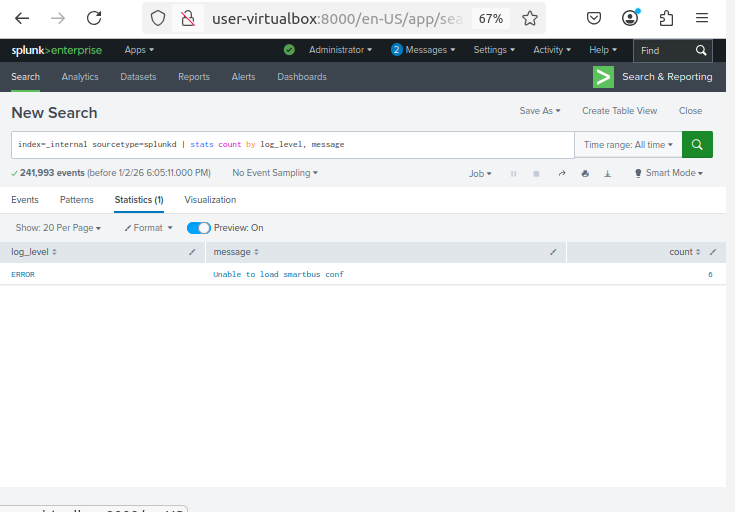 user-virtualbox:8000/en-US/app/sea 67%
splunk>enterprise Apps Administrator 2 Messages Settings Activity Help Find
Search Analytics Datasets Reports Alerts Dashboards Search & Reporting
New Search Save As Create Table View Close
index=_internal sourcetype=splunkd | stats count by log_level, message Time range: All time
241,993 events (before 1/2/26 6:05:11.000 PM) No Event Sampling Job Smart Mode
Events Patterns Statistics (1) Visualization
Show: 20 Per Page Format Preview: On
log_level message count
ERROR Unable to load smartbus conf 6